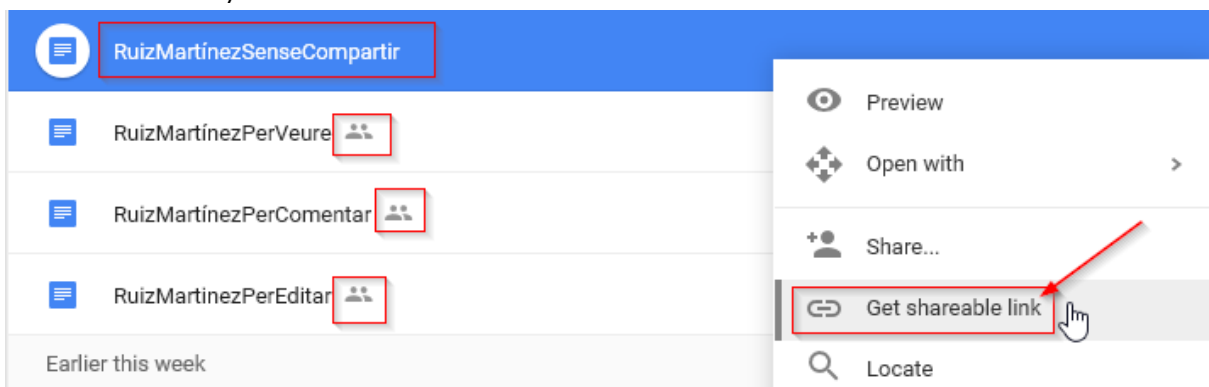 RuizMartínezSenseCompartir
RuizMartínezPerVeure
RuizMartínezPerComentar
RuizMartinezPerEditar
Earlier this week
Preview
Open with
Share...
Get shareable link
Locate